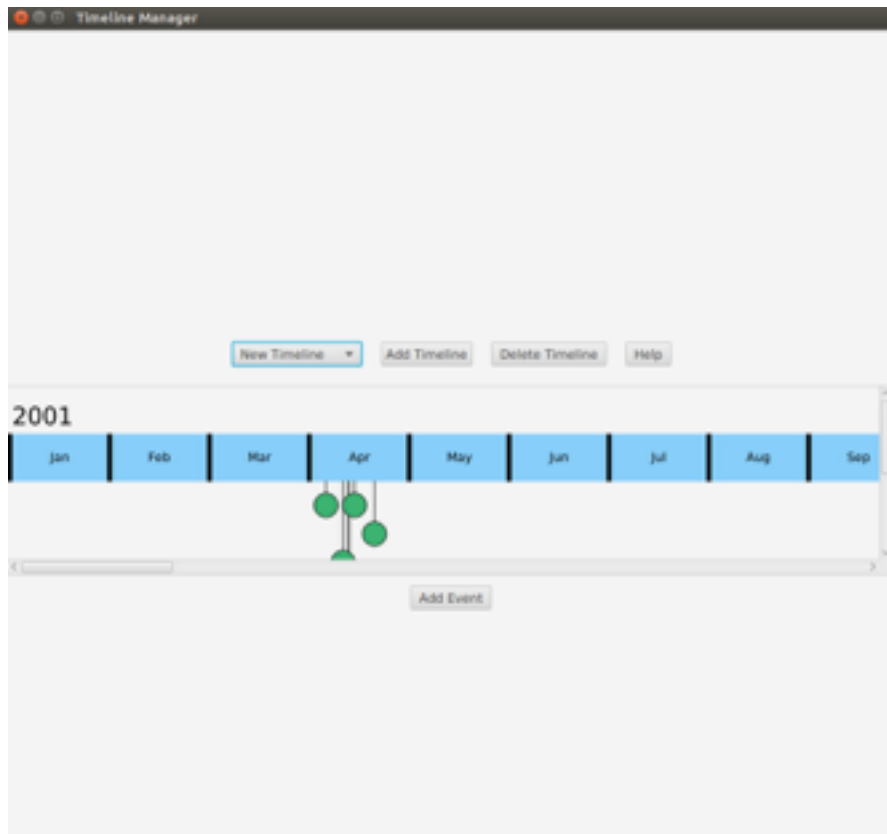 Timeline Manager
New Timeline Add Timeline Delete Timeline Help
2001
Jan Feb Mar Apr May Jun Jul Aug Sep
Add Event